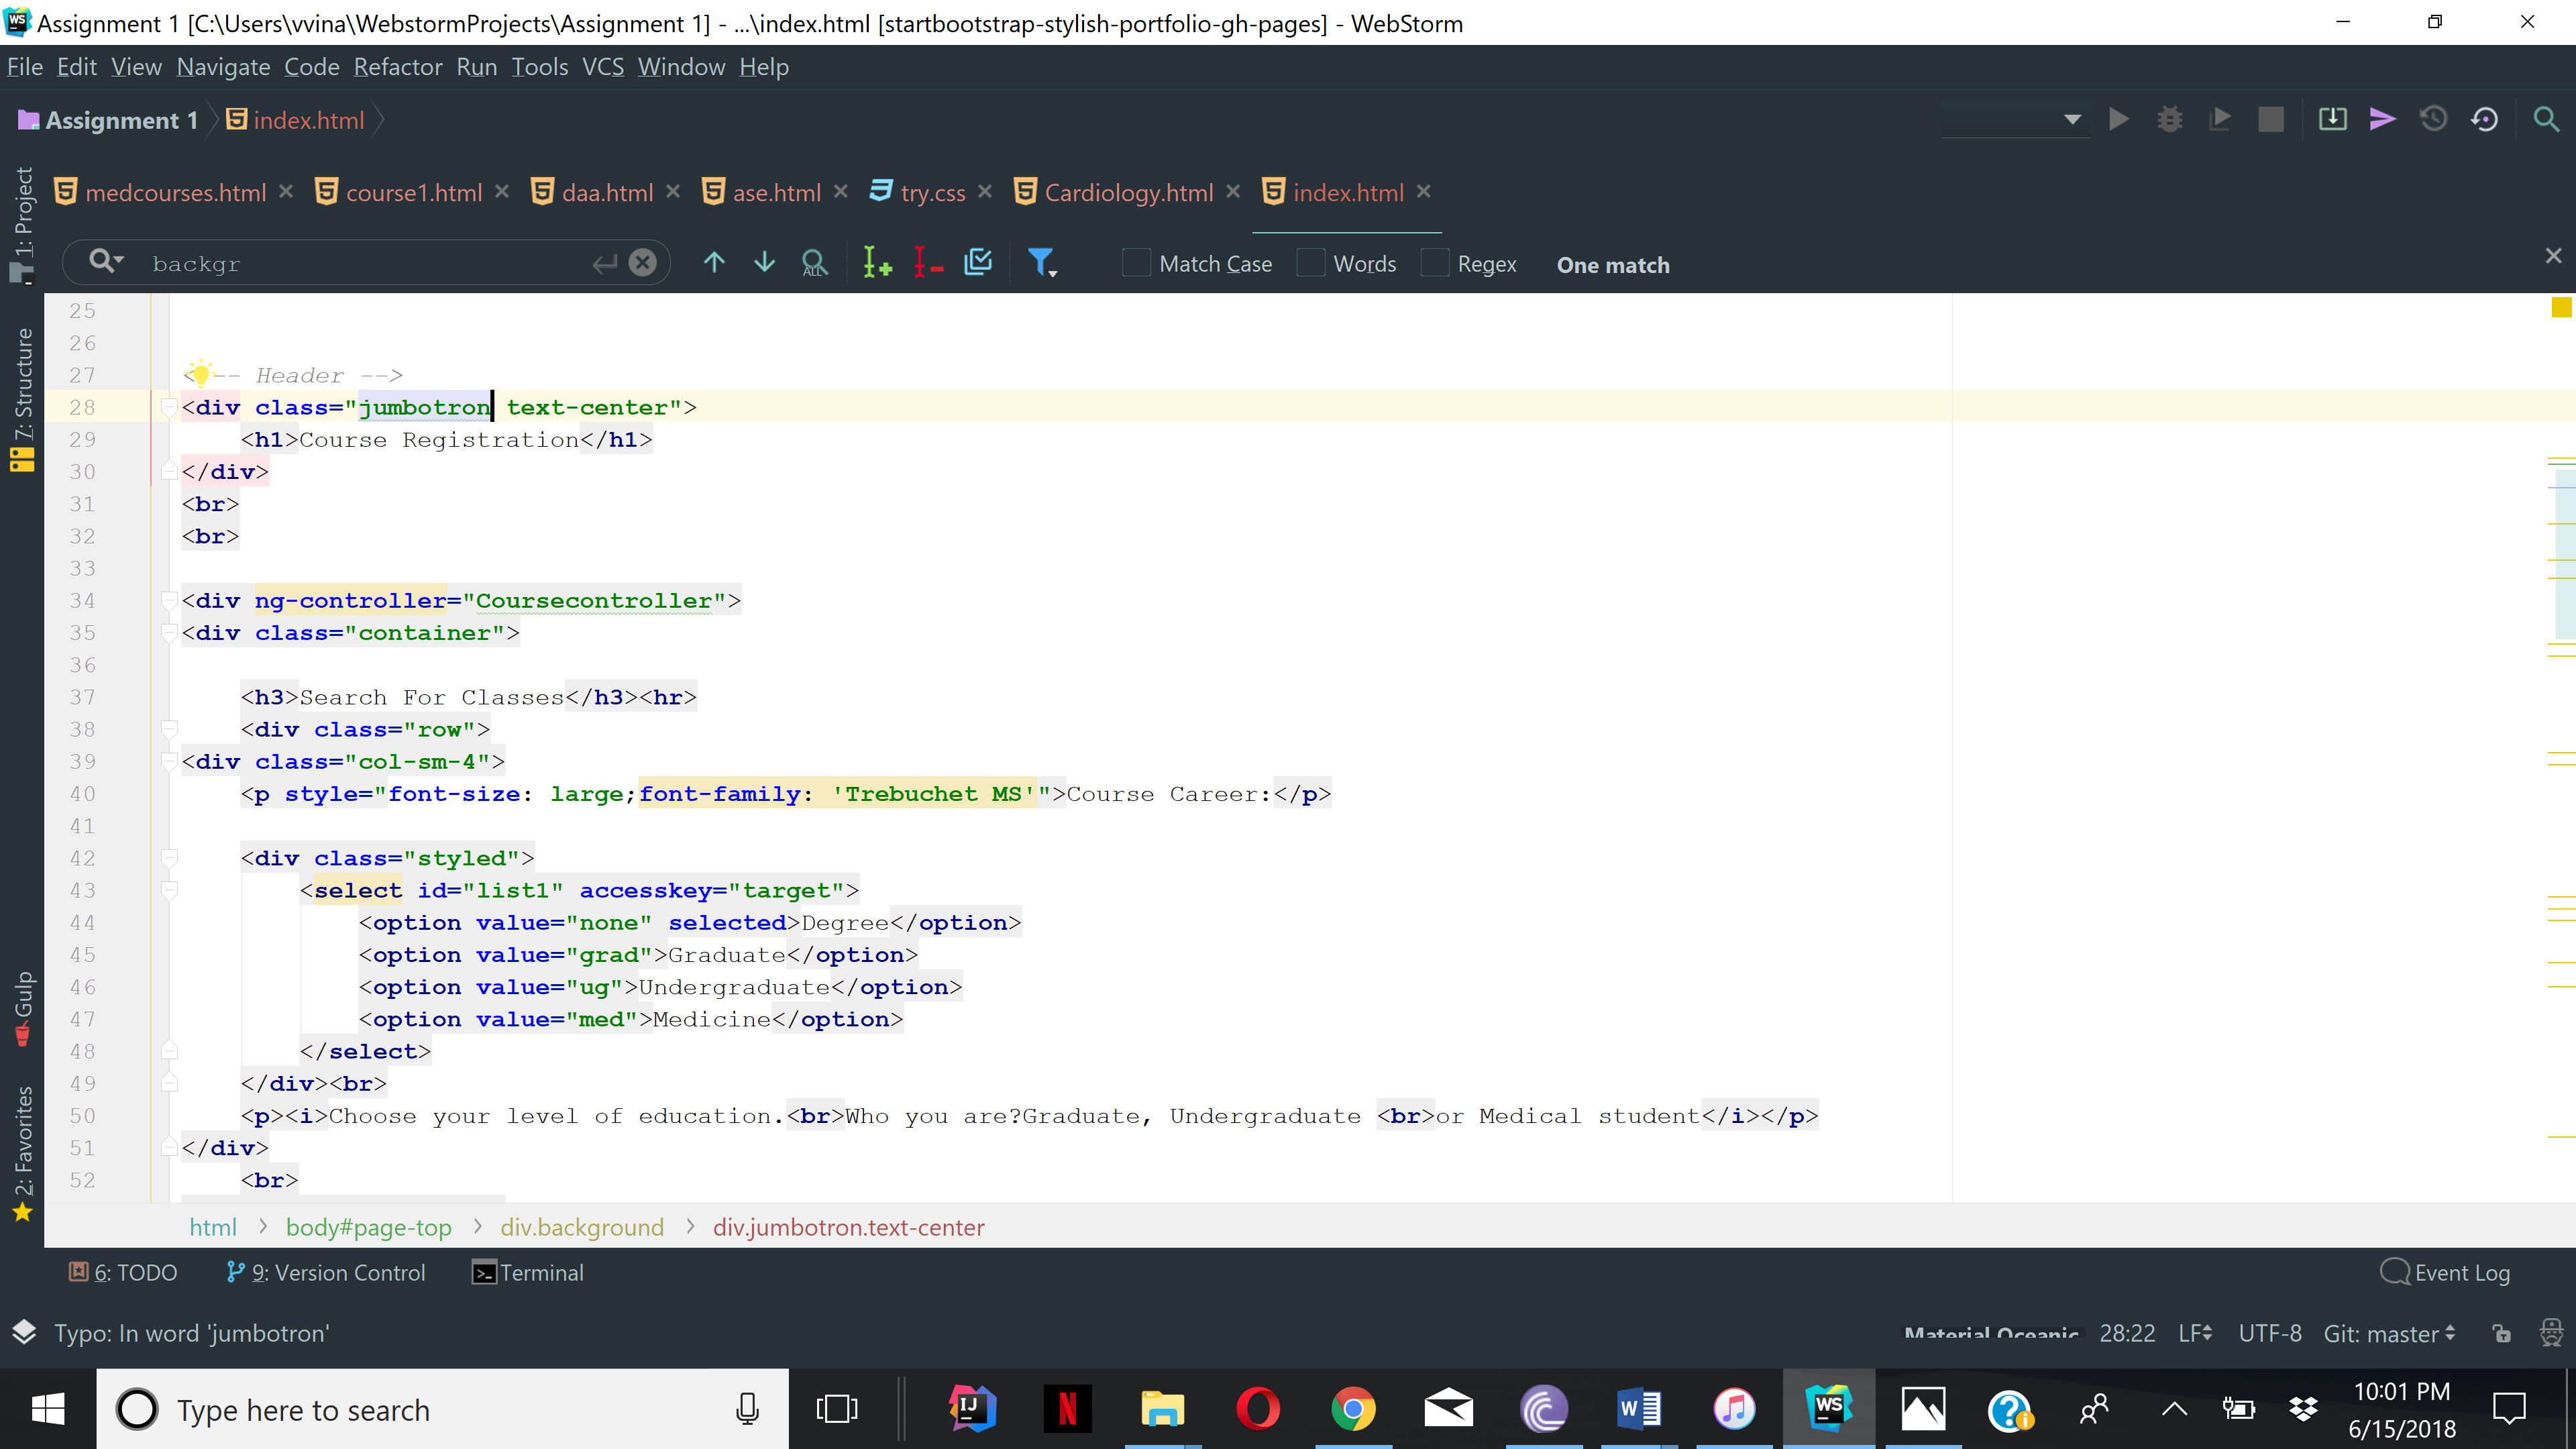 Assignment 1 [C:\Users\vvina\WebstormProjects\Assignment 1] - ...\index.html [startbootstrap-stylish-portfolio-gh-pages] - WebStorm
File Edit View Navigate Code Refactor Run Tools VCS Window Help
Assignment 1 index.html
medcourses.html course1.html daa.html ase.html try.css Cardiology.html index.html
backgr ALL Match Case Words Regex One match
1: Project
7: Structure
Gulp
2: Favorites
25
26
27 <!-- Header -->
28 <div class="jumbotron text-center">
29 <h1>Course Registration</h1>
30 </div>
31 <br>
32 <br>
33
34 <div ng-controller="Coursecontroller">
35 <div class="container">
36
37 <h3>Search For Classes</h3><hr>
38 <div class="row">
39 <div class="col-sm-4">
40 <p style="font-size: large;font-family: 'Trebuchet MS'">Course Career:</p>
41
42 <div class="styled">
43 <select id="list1" accesskey="target">
44 <option value="none" selected>Degree</option>
45 <option value="grad">Graduate</option>
46 <option value="ug">Undergraduate</option>
47 <option value="med">Medicine</option>
48 </select>
49 </div><br>
50 <p><i>Choose your level of education.<br>Who you are?Graduate, Undergraduate <br>or Medical student</i></p>
51 </div>
52 <br>
html body#page-top div.background div.jumbotron.text-center
6: TODO 9: Version Control Terminal Event Log
Typo: In word 'jumbotron' Material Oceanic 28:22 LF UTF-8 Git: master
Type here to search
10:01 PM
6/15/2018